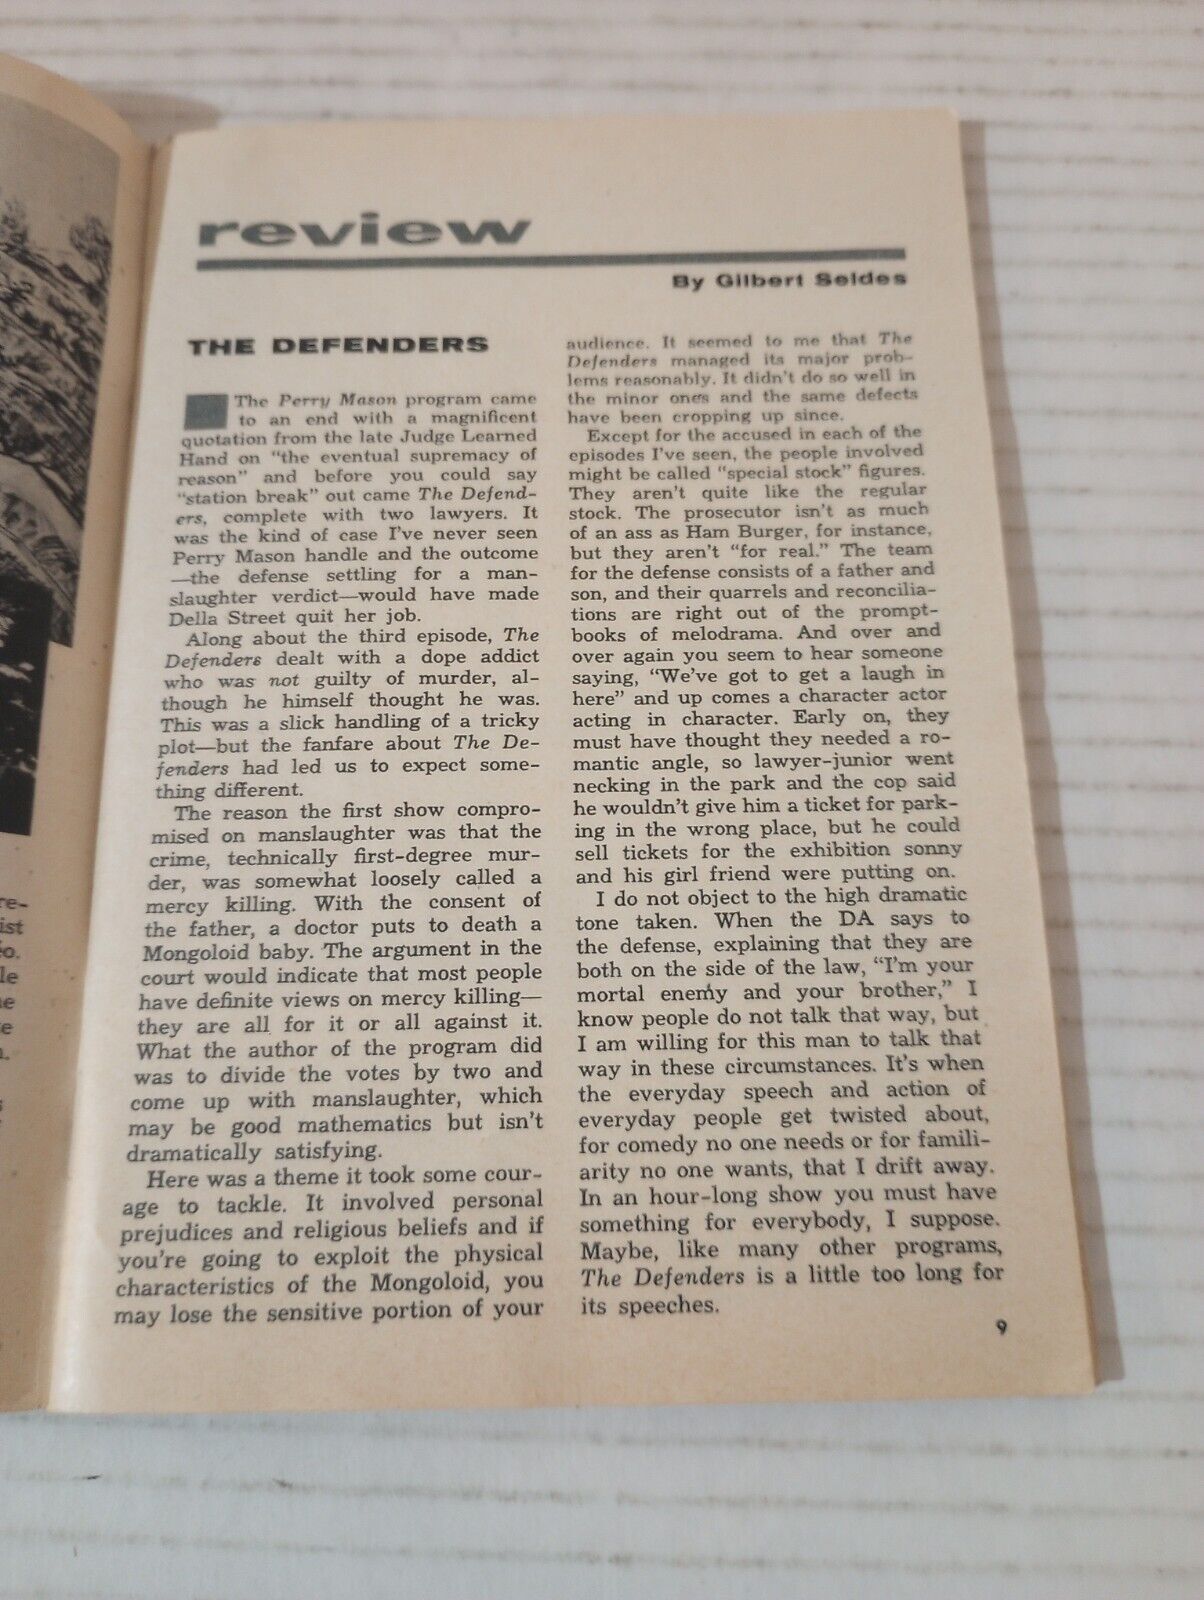 review
By Gilbert Seldes
THE DEFENDERS
The Perry Mason program came
to an end with a magnificent
quotation from the late Judge Learned
Hand on "the eventual supremacy of
reason" and before you could say
"station break" out came The Defend-
ers, complete with two lawyers. It
was the kind of case I've never seen
Perry Mason handle and the outcome
—the defense settling for a man-
slaughter verdict—would have made
Della Street quit her job.
Along about the third episode, The
Defenders dealt with a dope addict
who was not guilty of murder, al-
though he himself thought he was.
This was a slick handling of a tricky
plot—but the fanfare about The De-
fenders had led us to expect some-
thing different.
The reason the first show compro-
mised on manslaughter was that the
crime, technically first-degree mur-
der, was somewhat loosely called a
mercy killing. With the consent of
the father, a doctor puts to death a
Mongoloid baby. The argument in the
court would indicate that most people
have definite views on mercy killing—
they are all for it or all against it.
What the author of the program did
was to divide the votes by two and
come up with manslaughter, which
may be good mathematics but isn't
dramatically satisfying.
Here was a theme it took some cour-
age to tackle. It involved personal
prejudices and religious beliefs and if
you're going to exploit the physical
characteristics of the Mongoloid, you
may lose the sensitive portion of your
audience. It seemed to me that The
Defenders managed its major prob-
lems reasonably. It didn't do so well in
the minor ones and the same defects
have been cropping up since.
Except for the accused in each of the
episodes I've seen, the people involved
might be called "special stock" figures.
They aren't quite like the regular
stock. The prosecutor isn't as much
of an ass as Ham Burger, for instance,
but they aren't "for real." The team
for the defense consists of a father and
son, and their quarrels and reconcilia-
tions are right out of the prompt-
books of melodrama. And over and
over again you seem to hear someone
saying, "We've got to get a laugh in
here" and up comes a character actor
acting in character. Early on, they
must have thought they needed a ro-
mantic angle, so lawyer-junior went
necking in the park and the cop said
he wouldn't give him a ticket for park-
ing in the wrong place, but he could
sell tickets for the exhibition sonny
and his girl friend were putting on.
I do not object to the high dramatic
tone taken. When the DA says to
the defense, explaining that they are
both on the side of the law, "I'm your
mortal enemy and your brother," I
know people do not talk that way, but
I am willing for this man to talk that
way in these circumstances. It's when
the everyday speech and action of
everyday people get twisted about,
for comedy no one needs or for famili-
arity no one wants, that I drift away.
In an hour-long show you must have
something for everybody, I suppose.
Maybe, like many other programs,
The Defenders is a little too long for
its speeches.
9